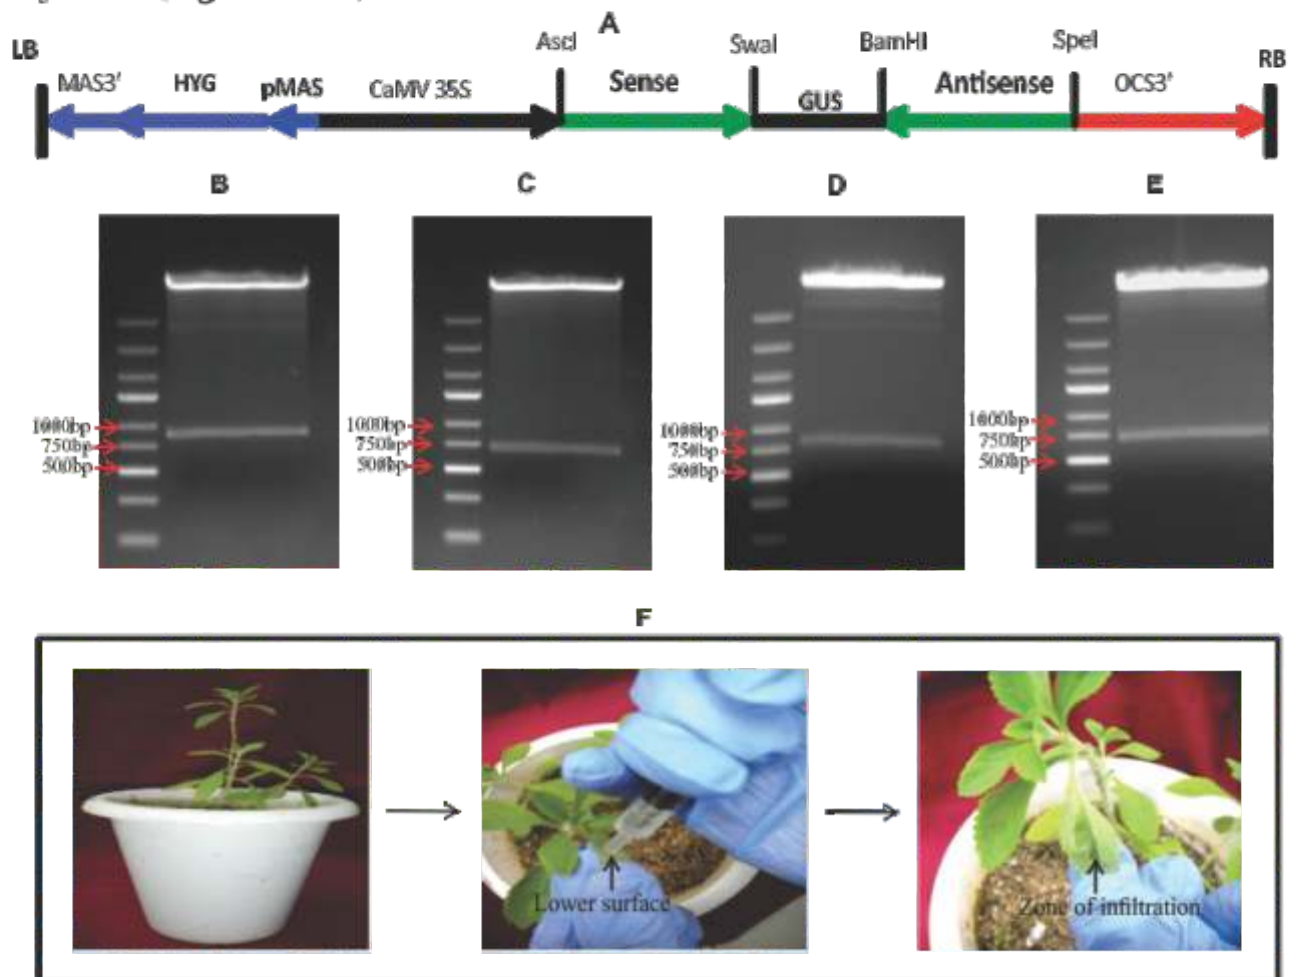 A
LB
AscI
SwaI
BamHI
SpeI
RB
MAS3′
HYG
pMAS
CaMV 35S
Sense
GUS
Antisense
OCS3′
B
C
D
E
1000bp
750bp
500bp
1000bp
750bp
500bp
1000bp
750bp
500bp
1000bp
750bp
500bp
F
Lower surface
Zone of infiltration